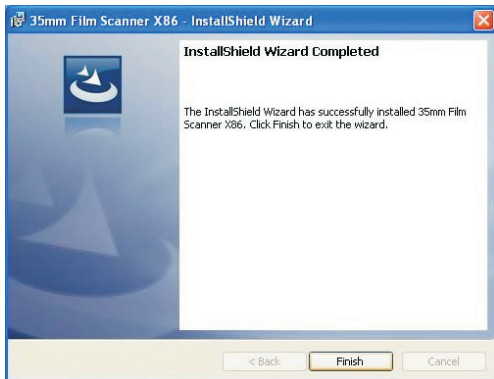 35mm Film Scanner X86 - InstallShield Wizard
InstallShield Wizard Completed
The InstallShield Wizard has successfully installed 35mm Film
Scanner X86. Click Finish to exit the wizard.
< Back Finish Cancel